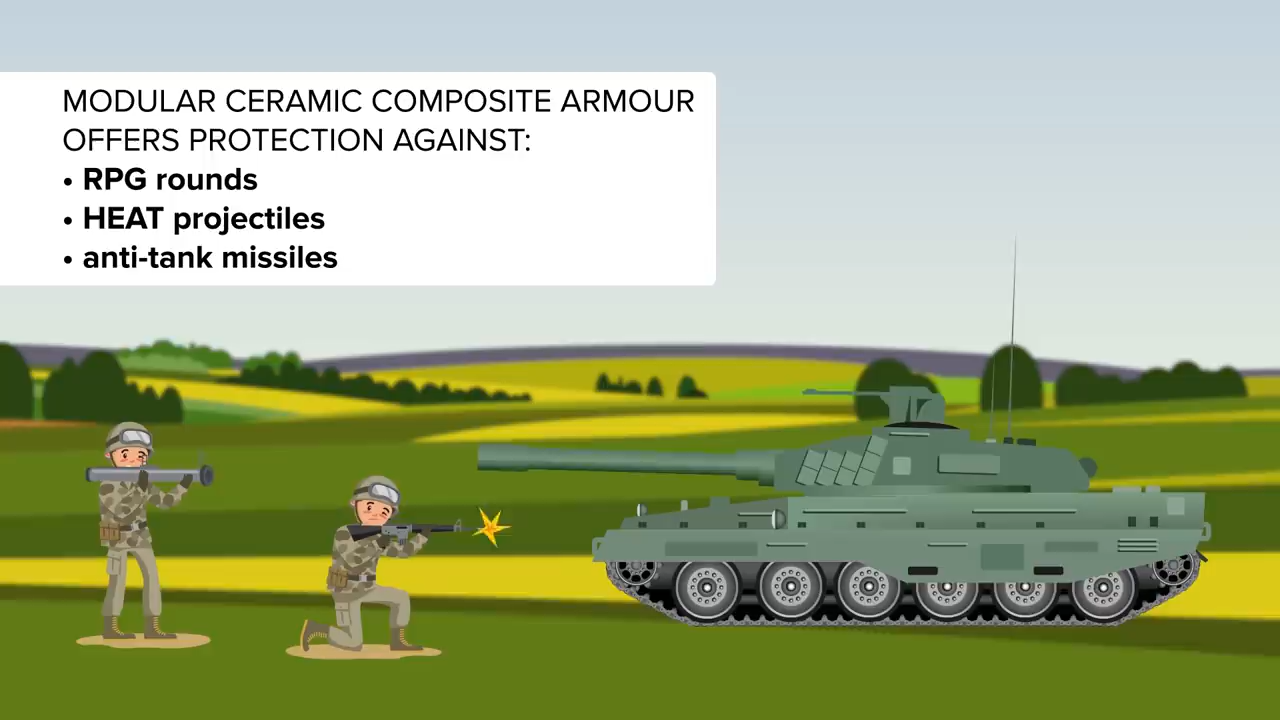 MODULAR CERAMIC COMPOSITE ARMOUR
OFFERS PROTECTION AGAINST:
• RPG rounds
• HEAT projectiles
• anti-tank missiles